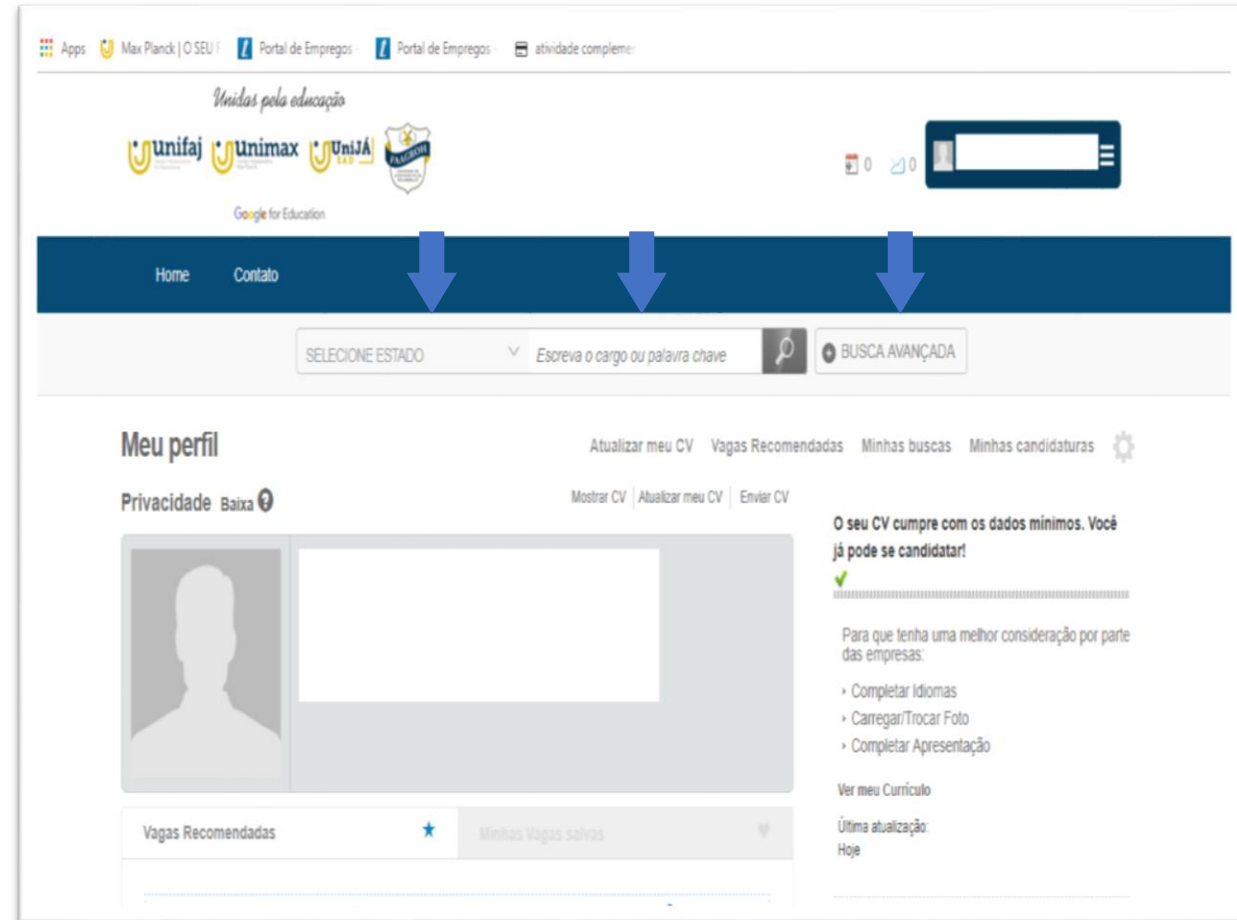 Apps Max Planck | O SEU F Portal de Empregos - Portal de Empregos - atividade complemen
Unidas pela educação
unifaj unimax UniJÁ
EAD
FAAGROH
Google for Education
0 0
Home Contato
SELECIONE ESTADO Escreva o cargo ou palavra chave BUSCA AVANÇADA
Meu perfil Atualizar meu CV Vagas Recomendadas Minhas buscas Minhas candidaturas
Privacidade Baixa ? Mostrar CV | Atualizar meu CV | Enviar CV
O seu CV cumpre com os dados mínimos. Você
já pode se candidatar!
Para que tenha uma melhor consideração por parte
das empresas:
› Completar Idiomas
› Carregar/Trocar Foto
› Completar Apresentação
Ver meu Currículo
Última atualização:
Hoje
Vagas Recomendadas Minhas Vagas salvas